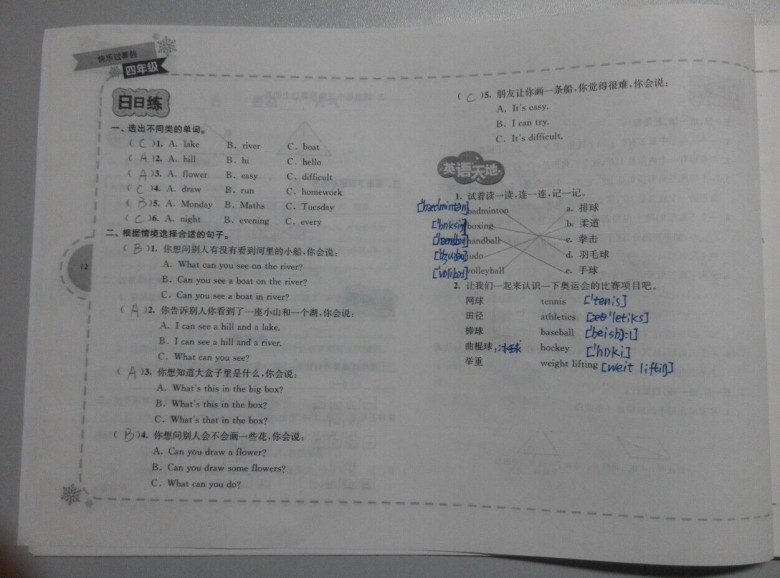 快乐过寒假
四年级
日日练
一、选出不同类的单词。
( C )1. A. lake B. river C. boat
( A )2. A. hill B. hi C. hello
( A )3. A. flower B. easy C. difficult
( C )4. A. draw B. run C. homework
( B )5. A. Monday B. Maths C. Tuesday
( C )6. A. night B. evening C. every
二、根据情境选择合适的句子。
( B )1. 你想问别人有没有看到河里的小船,你会说:
A. What can you see on the river?
B. Can you see a boat on the river?
C. Can you see a boat in river?
( A )2. 你告诉别人你看到了一座小山和一个湖,你会说:
A. I can see a hill and a lake.
B. I can see a hill and a river.
C. What can you see?
( A )3. 你想知道大盒子里是什么,你会说:
A. What's this in the big box?
B. What's this in the box?
C. What's that in the box?
( B )4. 你想问别人会不会画一些花,你会说:
A. Can you draw a flower?
B. Can you draw some flowers?
C. What can you do?
12
( C )5. 朋友让你画一条船,你觉得很难,你会说:
A. It's easy.
B. I can try.
C. It's difficult.
英语天地
1. 试着读一读,连一连,记一记。
badminton a. 排球
boxing b. 柔道
handball c. 拳击
judo d. 羽毛球
volleyball e. 手球
2. 让我们一起来认识一下奥运会的比赛项目吧。
网球 tennis ['tenis]
田径 athletics [æθ'letiks]
棒球 baseball
曲棍球, hockey ['hɒki]
举重 weight lifting [weit liftiŋ]